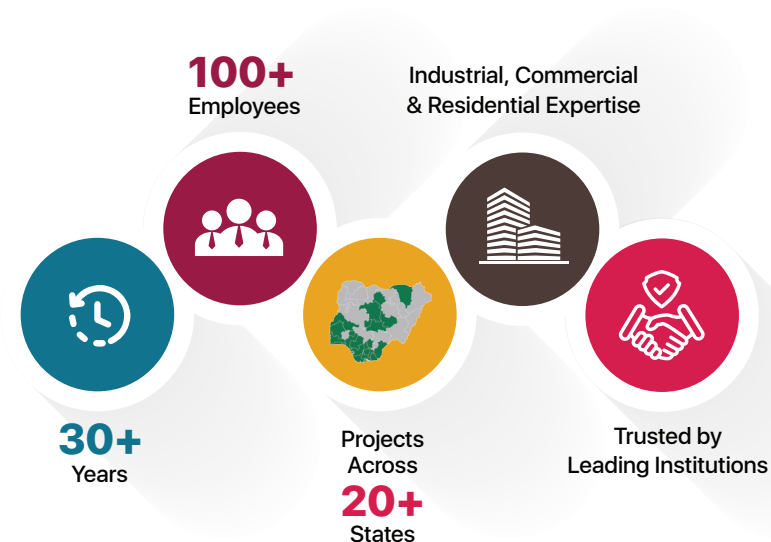 100+
Employees
Industrial, Commercial
& Residential Expertise
30+
Years
Projects
Across
20+
States
Trusted by
Leading Institutions